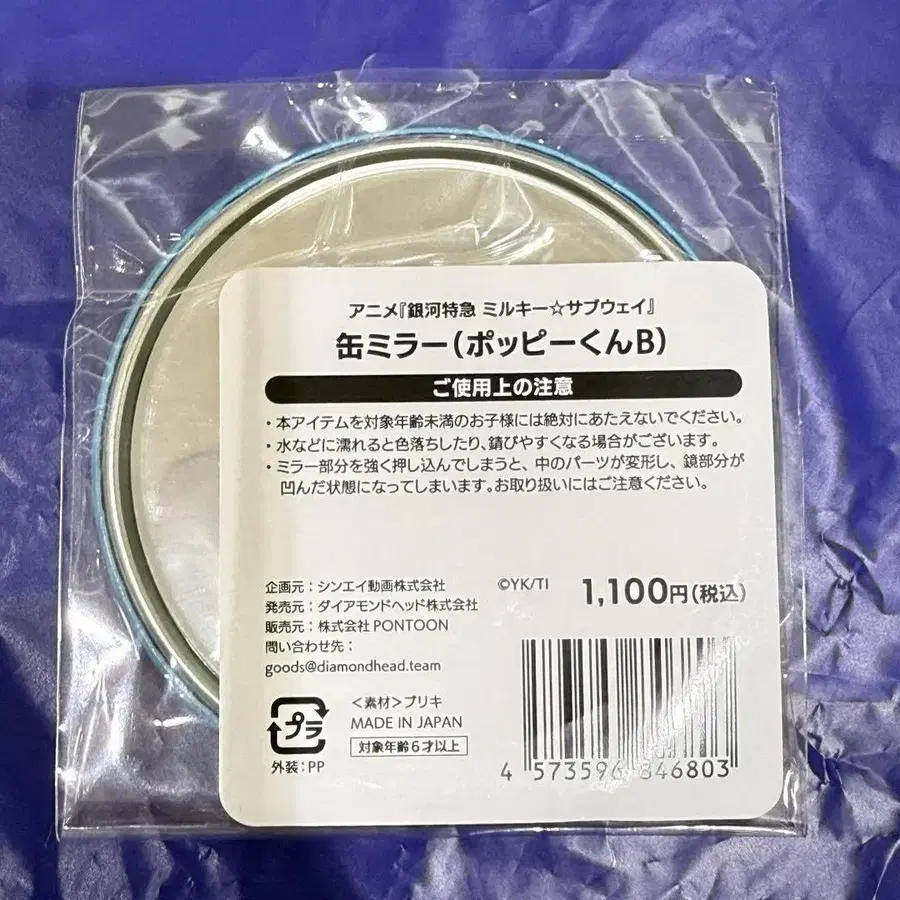 アニメ『銀河特急 ミルキー☆サブウェイ』
缶ミラー(ポッピーくんB)
ご使用上の注意
・本アイテムを対象年齢未満のお子様には絶対にあたえないでください。
・水などに濡れると色落ちしたり、錆びやすくなる場合がございます。
・ミラー部分を強く押し込んでしまうと、中のパーツが変形し、鏡部分が
凹んだ状態になってしまいます。お取り扱いにはご注意ください。
企画元:シンエイ動画株式会社
発売元:ダイアモンドヘッド株式会社
販売元:株式会社 PONTOON
問い合わせ先:
goods@diamondhead.team
©YK/TI
1,100円(税込)
プラ
外装:PP
<素材>ブリキ
MADE IN JAPAN
対象年齢6才以上
4 573596 846803